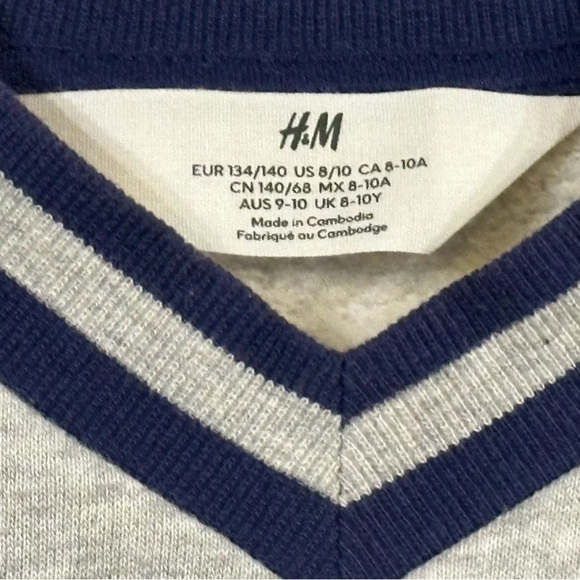 H&M
EUR 134/140 US 8/10 CA 8-10A
CN 140/68 MX 8-10A
AUS 9-10 UK 8-10Y
Made in Cambodia
Fabriqué au Cambodge